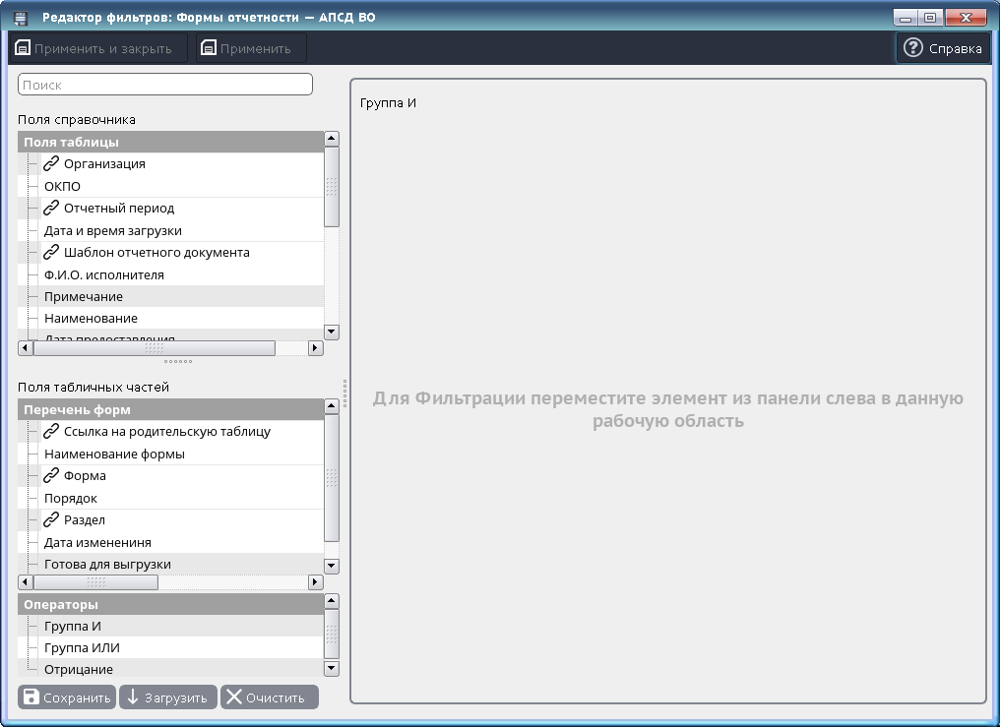 Редактор фильтров: Формы отчетности — АПСД ВО
Применить и закрыть
Применить
Справка
Поиск
Поля справочника
Поля таблицы
Организация
ОКПО
Отчетный период
Дата и время загрузки
Шаблон отчетного документа
Ф.И.О. исполнителя
Примечание
Наименование
Дата предоставления
Поля табличных частей
Перечень форм
Ссылка на родительскую таблицу
Наименование формы
Форма
Порядок
Раздел
Дата изменениня
Готова для выгрузки
Операторы
Группа И
Группа ИЛИ
Отрицание
Сохранить
Загрузить
Очистить
Группа И
Для Фильтрации переместите элемент из панели слева в данную
рабочую область